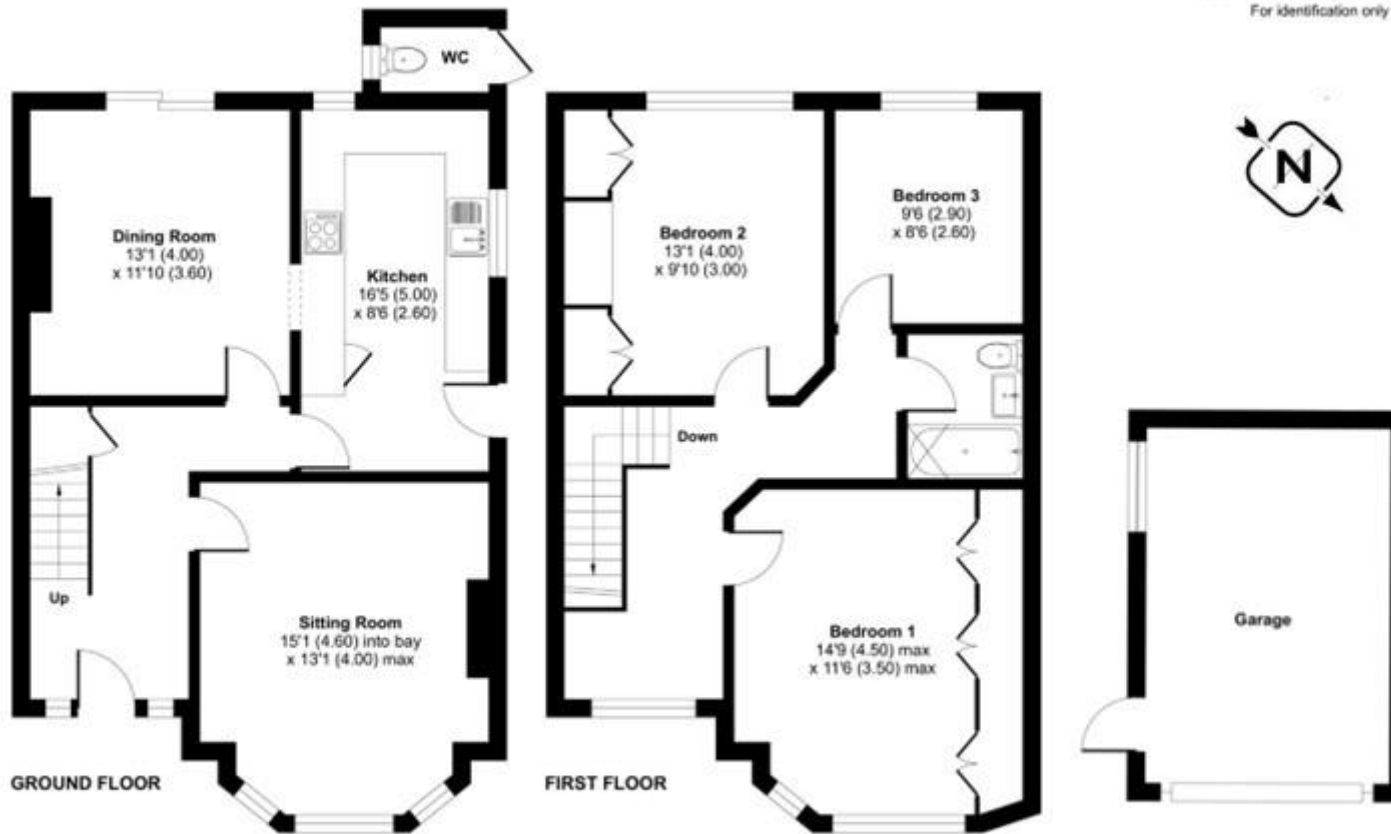 For identification only
WC
N
Dining Room
13'1 (4.00)
x 11'10 (3.60)
Kitchen
16'5 (5.00)
x 8'6 (2.60)
Up
Sitting Room
15'1 (4.60) into bay
x 13'1 (4.00) max
GROUND FLOOR
Bedroom 2
13'1 (4.00)
x 9'10 (3.00)
Bedroom 3
9'6 (2.90)
x 8'6 (2.60)
Down
Bedroom 1
14'9 (4.50) max
x 11'6 (3.50) max
FIRST FLOOR
Garage